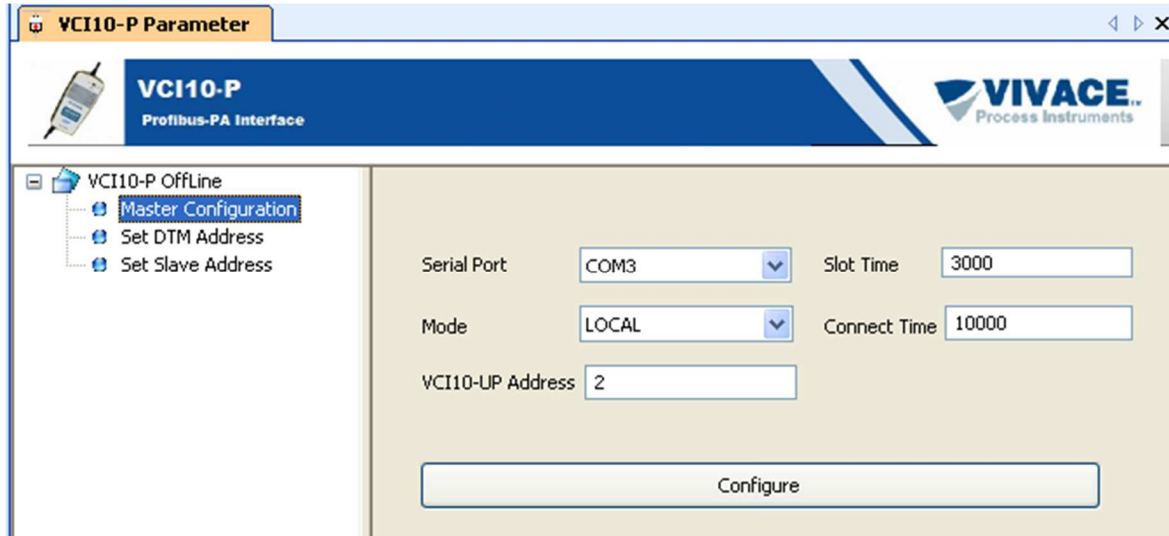 VCI10-P Parameter
VCI10-P
Profibus-PA Interface
VIVACE™
Process Instruments
VCI10-P OffLine
Master Configuration
Set DTM Address
Set Slave Address
Serial Port COM3 Slot Time 3000
Mode LOCAL Connect Time 10000
VCI10-UP Address 2
Configure